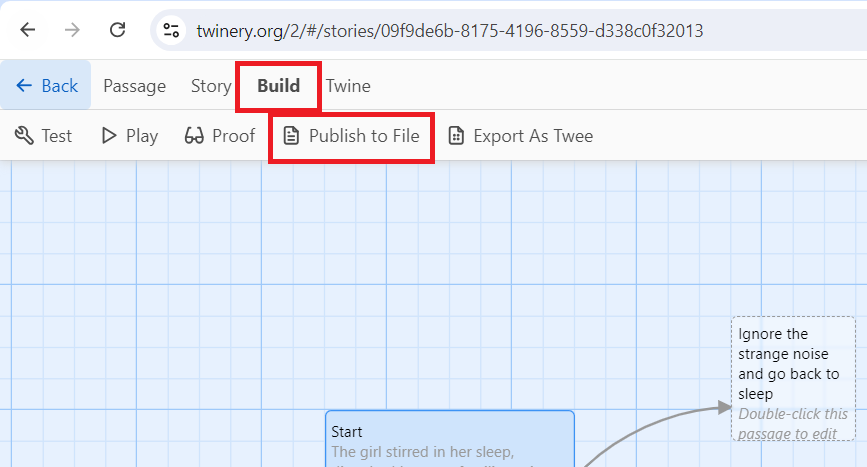 twinery.org/2/#/stories/09f9de6b-8175-4196-8559-d338c0f32013
Back Passage Story Build Twine
Test Play Proof Publish to File Export As Twee
Ignore the
strange noise
and go back to
sleep
Double-click this
passage to edit
Start
The girl stirred in her sleep,